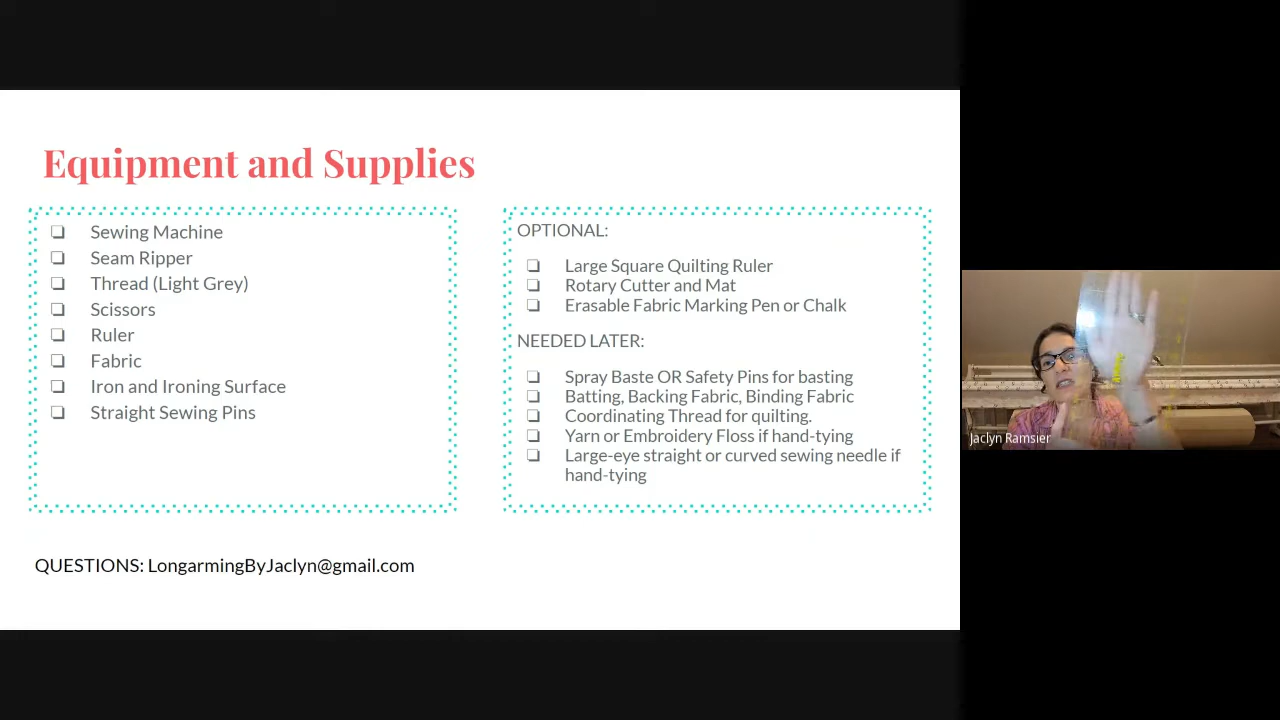 Equipment and Supplies
Sewing Machine
Seam Ripper
Thread (Light Grey)
Scissors
Ruler
Fabric
Iron and Ironing Surface
Straight Sewing Pins
OPTIONAL:
Large Square Quilting Ruler
Rotary Cutter and Mat
Erasable Fabric Marking Pen or Chalk
NEEDED LATER:
Spray Baste OR Safety Pins for basting
Batting, Backing Fabric, Binding Fabric
Coordinating Thread for quilting.
Yarn or Embroidery Floss if hand-tying
Large-eye straight or curved sewing needle if
hand-tying
QUESTIONS: LongarmingByJaclyn@gmail.com
Jaclyn Ramsier